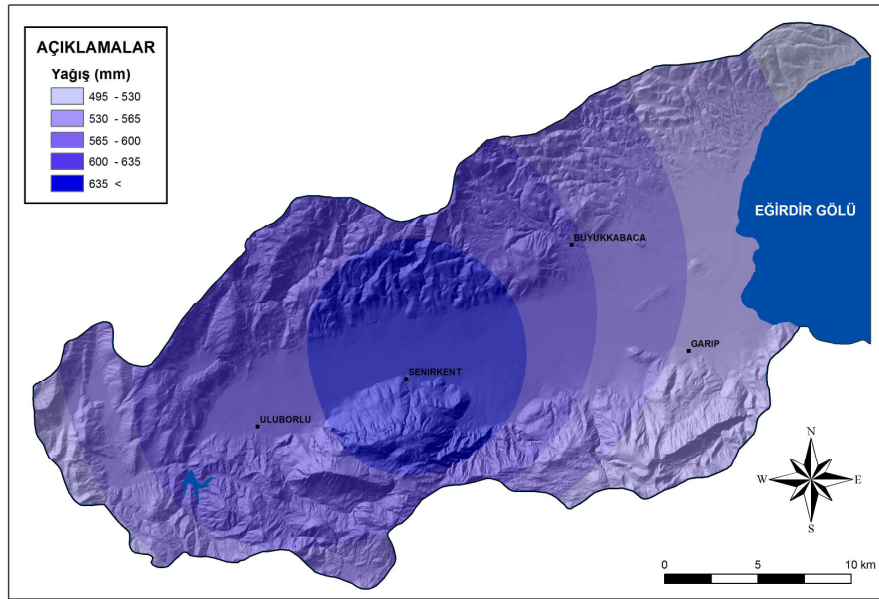 AÇIKLAMALAR
Yağış (mm)
495 - 530
530 - 565
565 - 600
600 - 635
635 <
EĞİRDİR GÖLÜ
BÜYÜKKABACA
GARIP
SENIRKENT
ULUBORLU
N
W E
S
0 5 10 km